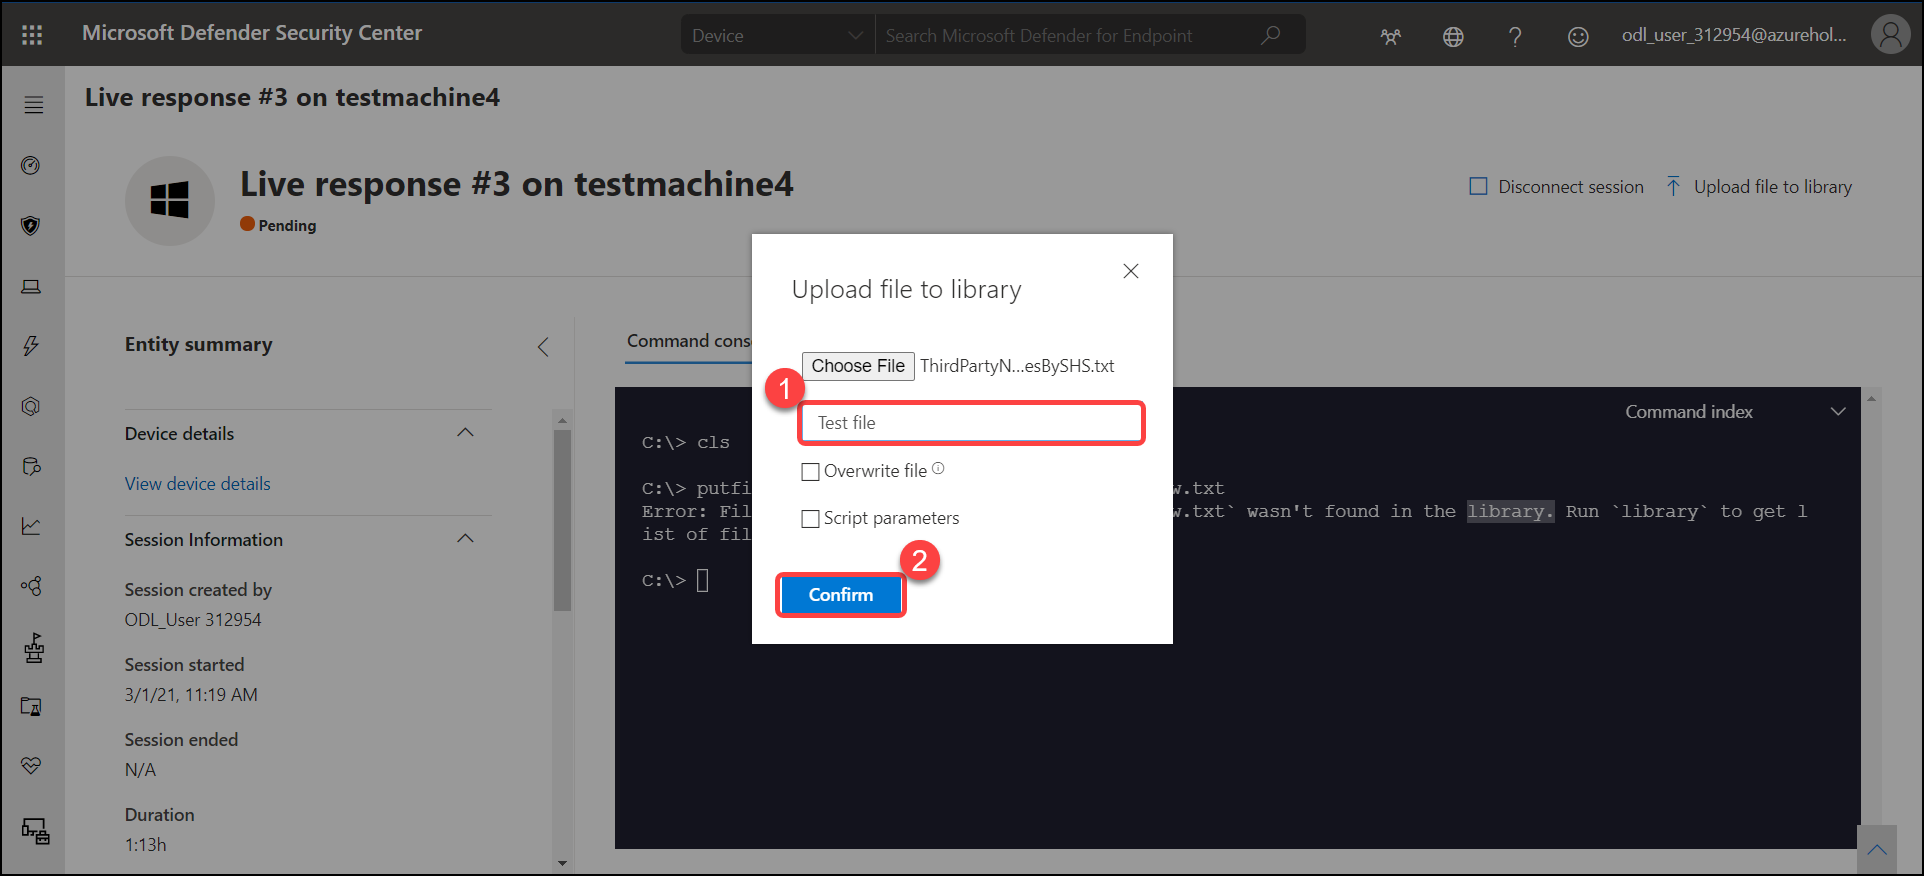 Microsoft Defender Security Center
Device
Search Microsoft Defender for Endpoint
odl_user_312954@azurehol...
Live response #3 on testmachine4
Live response #3 on testmachine4
Pending
Disconnect session
Upload file to library
Entity summary
Device details
View device details
Session Information
Session created by
ODL_User 312954
Session started
3/1/21, 11:19 AM
Session ended
N/A
Duration
1:13h
Command conso
Command index
C:\> cls
C:\> putfi w.txt
Error: Fil w.txt` wasn't found in the library. Run `library` to get l
ist of fil
C:\>
Upload file to library
Choose File ThirdPartyN...esBySHS.txt
1
Test file
Overwrite file
Script parameters
2
Confirm